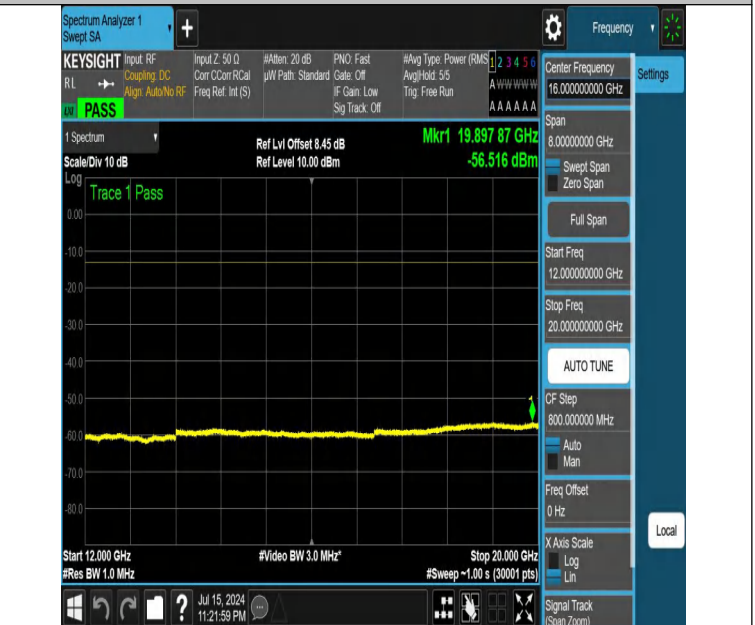 Spectrum Analyzer 1
Swept SA
+
Frequency
KEYSIGHT
RL
PASS
Input: RF
Coupling: DC
Align: Auto/No RF
Input Z: 50 Ω
Corr CCorr RCal
Freq Ref: Int (S)
#Atten: 20 dB
µW Path: Standard
PNO: Fast
Gate: Off
IF Gain: Low
Sig Track: Off
#Avg Type: Power (RMS
Avg|Hold: 5/5
Trig: Free Run
1 2 3 4 5 6
A W W W W W
A A A A A A
1 Spectrum
Scale/Div 10 dB
Log
Ref Lvl Offset 8.45 dB
Ref Level 10.00 dBm
Mkr1 19.897 87 GHz
-56.516 dBm
Trace 1 Pass
0.00
-10.0
-20.0
-30.0
-40.0
-50.0
-60.0
-70.0
-80.0
1
Start 12.000 GHz
#Res BW 1.0 MHz
#Video BW 3.0 MHz*
Stop 20.000 GHz
#Sweep ~1.00 s (30001 pts)
Jul 15, 2024
11:21:59 PM
Center Frequency
16.000000000 GHz
Settings
Span
8.00000000 GHz
Swept Span
Zero Span
Full Span
Start Freq
12.000000000 GHz
Stop Freq
20.000000000 GHz
AUTO TUNE
CF Step
800.000000 MHz
Auto
Man
Freq Offset
0 Hz
X Axis Scale
Log
Lin
Local
Signal Track
(Span Zoom)